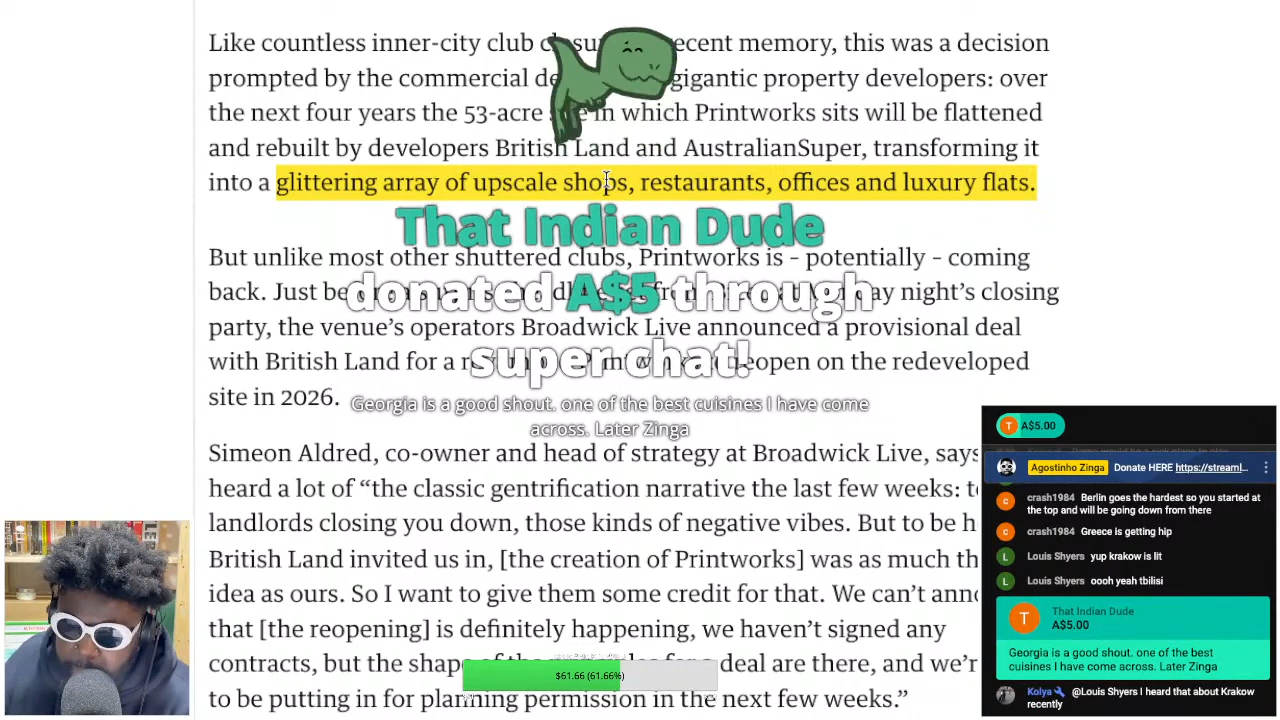 Like countless inner-city club recent memory, this was a decision
prompted by the commercial gigantic property developers: over
the next four years the 53-acre in which Printworks sits will be flattened
and rebuilt by developers British Land and AustralianSuper, transforming it
into a glittering array of upscale shops, restaurants, offices and luxury flats.
That Indian Dude
donated A$5 through
super chat!
Georgia is a good shout. one of the best cuisines I have come
across. Later Zinga
But unlike most other shuttered clubs, Printworks is – potentially – coming
back. Just night’s closing
party, the venue’s operators Broadwick Live announced a provisional deal
with British Land for a reopen on the redeveloped
site in 2026.
Simeon Aldred, co-owner and head of strategy at Broadwick Live, says
heard a lot of “the classic gentrification narrative the last few weeks:
landlords closing you down, those kinds of negative vibes. But to be
British Land invited us in, [the creation of Printworks] was as much
idea as ours. So I want to give them some credit for that. We can’t
that [the reopening] is definitely happening, we haven’t signed any
contracts, but the deal are there, and
to be putting in for planning permission in the next few weeks.”
$61.66 (61.66%)
T A$5.00
Agostinho Zinga Donate HERE https://streaml...
crash1984 Berlin goes the hardest so you started at
the top and will be going down from there
crash1984 Greece is getting hip
Louis Shyers yup krakow is lit
Louis Shyers oooh yeah tbilisi
T That Indian Dude
A$5.00
Georgia is a good shout. one of the best
cuisines I have come across. Later Zinga
Kolya @Louis Shyers I heard that about Krakow
recently